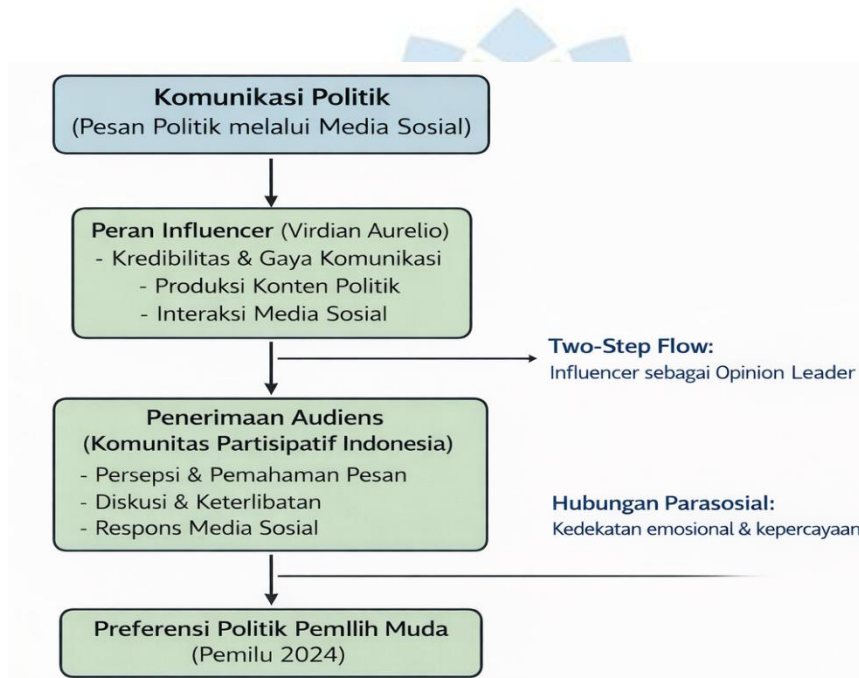 Komunikasi Politik
(Pesan Politik melalui Media Sosial)
Peran Influencer (Virdian Aurelio)
- Kredibilitas & Gaya Komunikasi
- Produksi Konten Politik
- Interaksi Media Sosial
Two-Step Flow:
Influencer sebagai Opinion Leader
Penerimaan Audiens
(Komunitas Partisipatif Indonesia)
- Persepsi & Pemahaman Pesan
- Diskusi & Keterlibatan
- Respons Media Sosial
Hubungan Parasosial:
Kedekatan emosional & kepercayaan
Preferensi Politik Pemllih Muda
(Pemilu 2024)